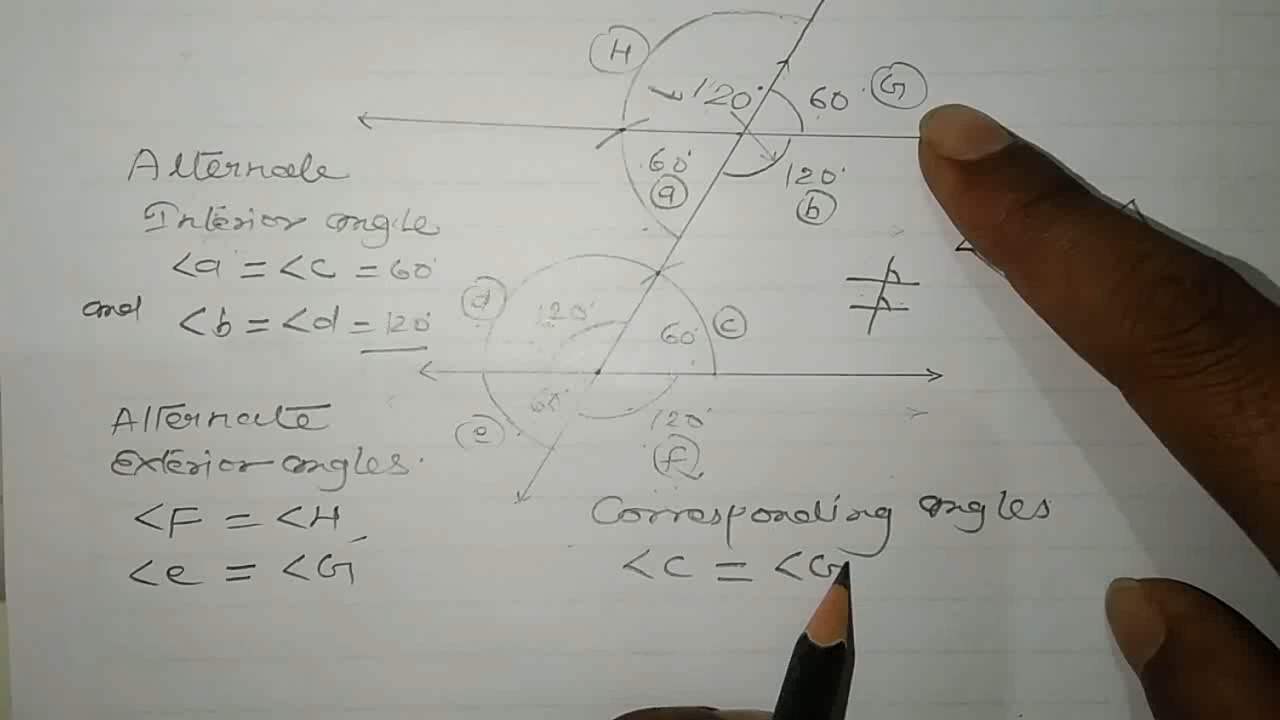 H
120°
60° G
60°
a
120°
b
Alternate
Interior angle
<a = <c = 60°
and <b = <d = 120°
d
120°
60°
c
60°
e
120°
f
Alternate
Exterior angles.
<F = <H
<e = <G
Corresponding angles
<c = <G